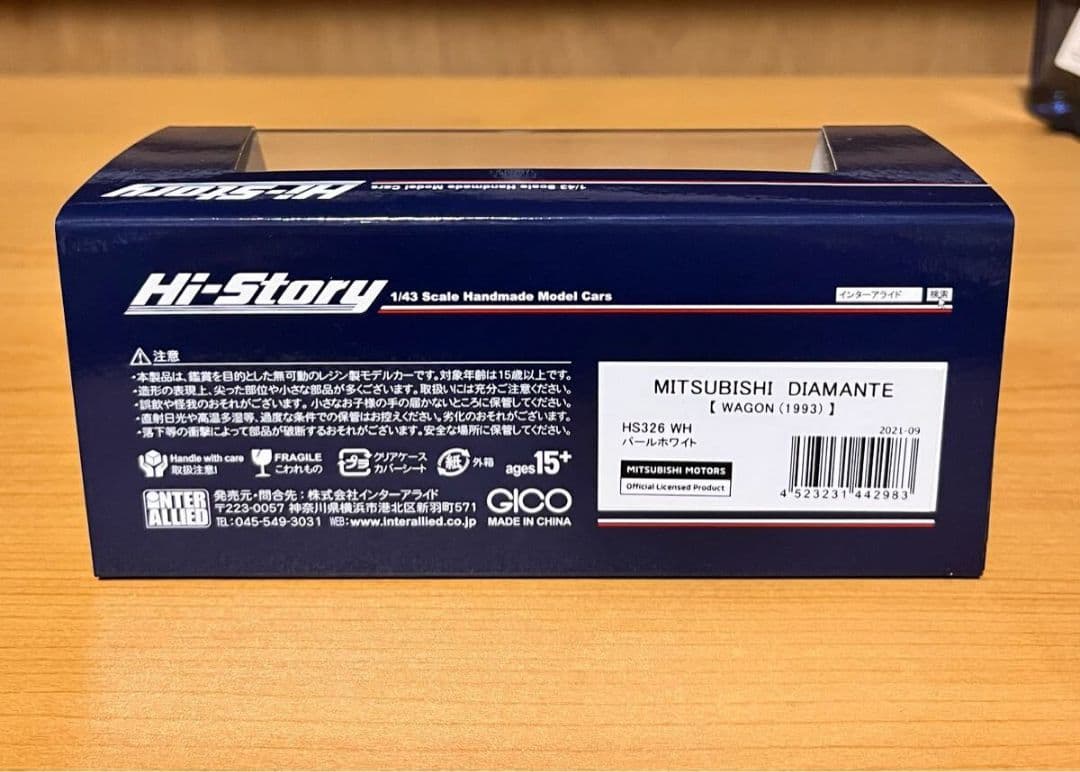 Hi-Story 1/43 Scale Handmade Model Cars
Hi-Story 1/43 Scale Handmade Model Cars
インターアライド 検索
注意
・本製品は、鑑賞を目的とした無可動のレジン製モデルカーです。対象年齢は15歳以上です。
・造形の表現上、尖った部位や小さな部品が多くございます。取扱いには充分ご注意ください。
・誤飲や怪我のおそれがございます。小さなお子様の手の届かないところに保管してください。
・直射日光や高温多湿等、過度な条件での保管はお控えください。劣化のおそれがございます。
・落下等の衝撃によって部品が破断するおそれがございます。安全な場所に保管してください。
Handle with care
取扱注意!
FRAGILE
こわれもの
プラ
クリアケース
カバーシート
紙 外箱
ages15+
INTER
ALLIED
発売元・問合先：株式会社インターアライド
〒223-0057 神奈川県横浜市港北区新羽町571
TEL:045-549-3031 WEB:www.interallied.co.jp
GICO
MADE IN CHINA
MITSUBISHI DIAMANTE
【 WAGON（1993）】
HS326 WH
パールホワイト
2021-09
MITSUBISHI MOTORS
Official Licensed Product
4 523231 442983